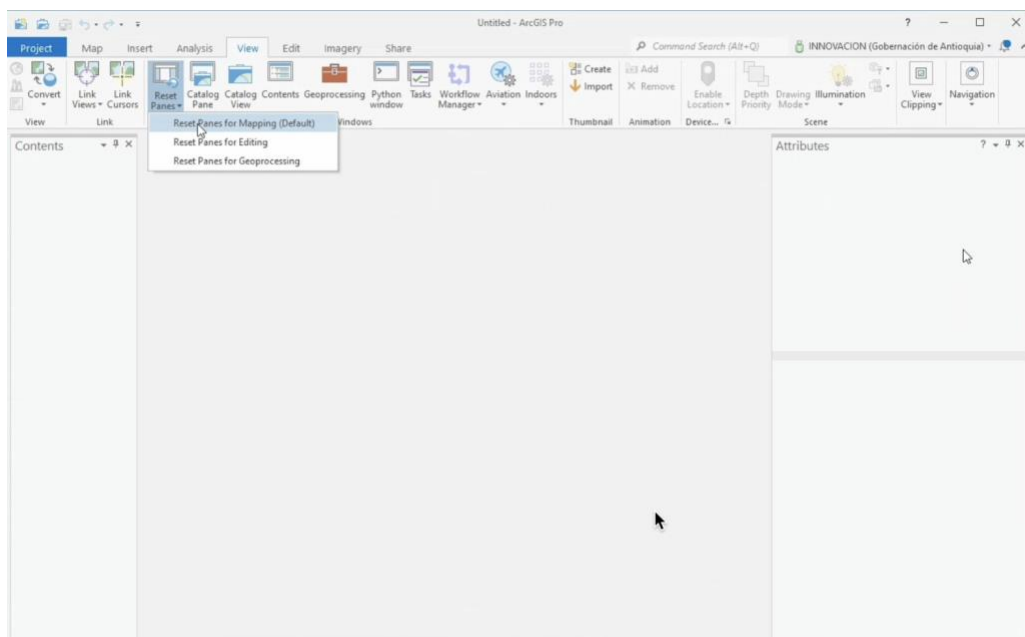 Untitled - ArcGIS Pro
?
Project Map Insert Analysis View Edit Imagery Share
Command Search (Alt+Q)
INNOVACION (Gobernación de Antioquia)
Convert
Link Views
Link Cursors
Reset Panes
Catalog Pane
Catalog View
Contents
Geoprocessing
Python window
Tasks
Workflow Manager
Aviation
Indoors
Create
Import
Add
Remove
Enable Location
Depth Priority
Drawing Mode
Illumination
View Clipping
Navigation
View
Link
Windows
Thumbnail
Animation
Device...
Scene
Reset Panes for Mapping (Default)
Reset Panes for Editing
Reset Panes for Geoprocessing
Contents
Attributes
?